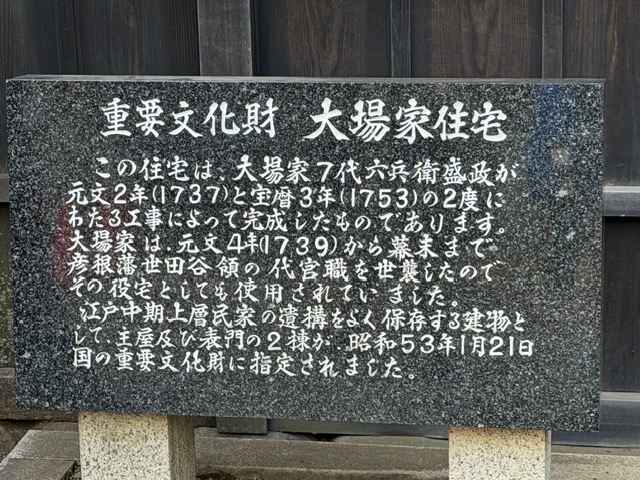 重要文化財 大場家住宅
この住宅は、大場家7代六兵衛盛政が
元文2年(1737)と宝暦3年(1753)の2度に
わたる工事によって完成したものであります。
大場家は、元文4年(1739)から幕末まで
彦根藩世田谷領の代官職を世襲したので
その役宅としても使用されていました。
江戸中期上層民家の遺構をよく保存する建物と
して、主屋及び表門の2棟が、昭和53年1月21日
国の重要文化財に指定されました。